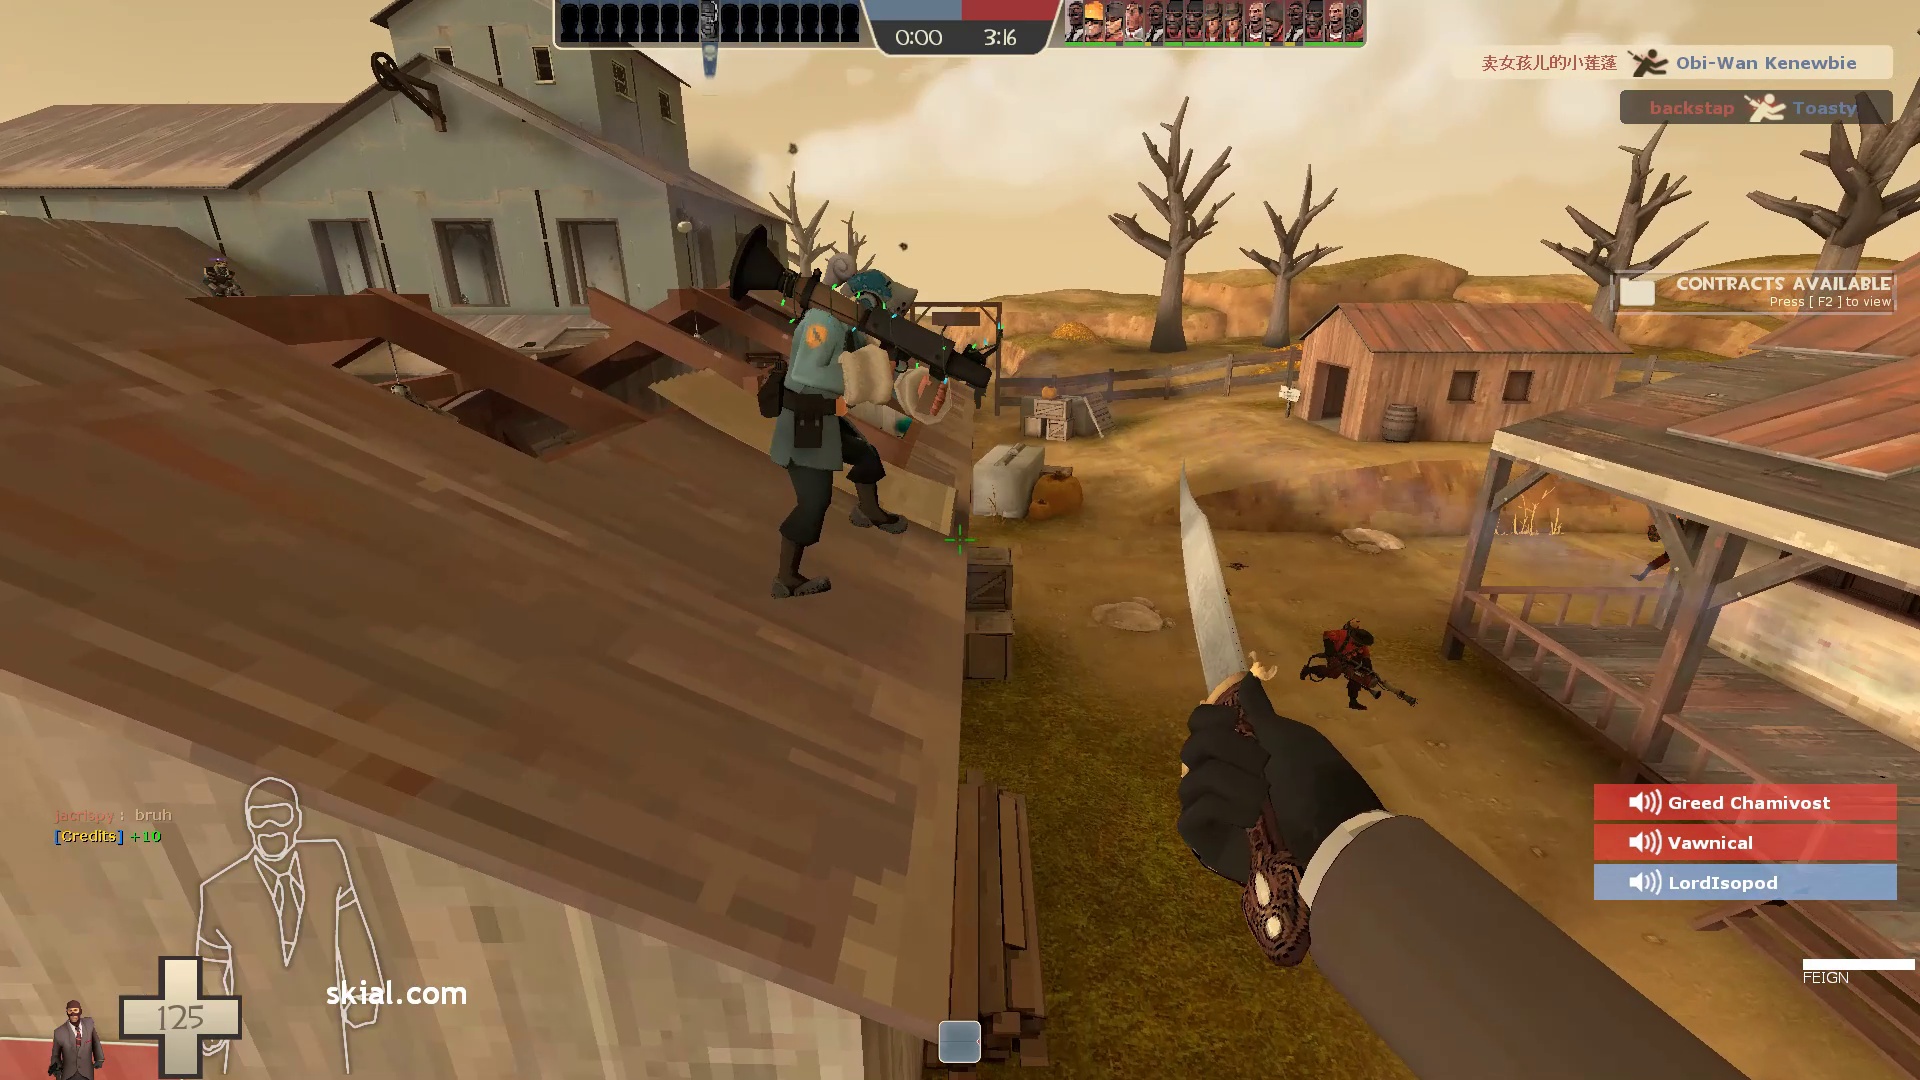 0:00 3:16
卖女孩儿的小莲蓬 Obi-Wan Kenewbie
backstap Toasty
CONTRACTS AVAILABLE
Press [ F2 ] to view
jacrispy : bruh
[Credits] +10
Greed Chamivost
Vawnical
LordIsopod
FEIGN
skial.com
125